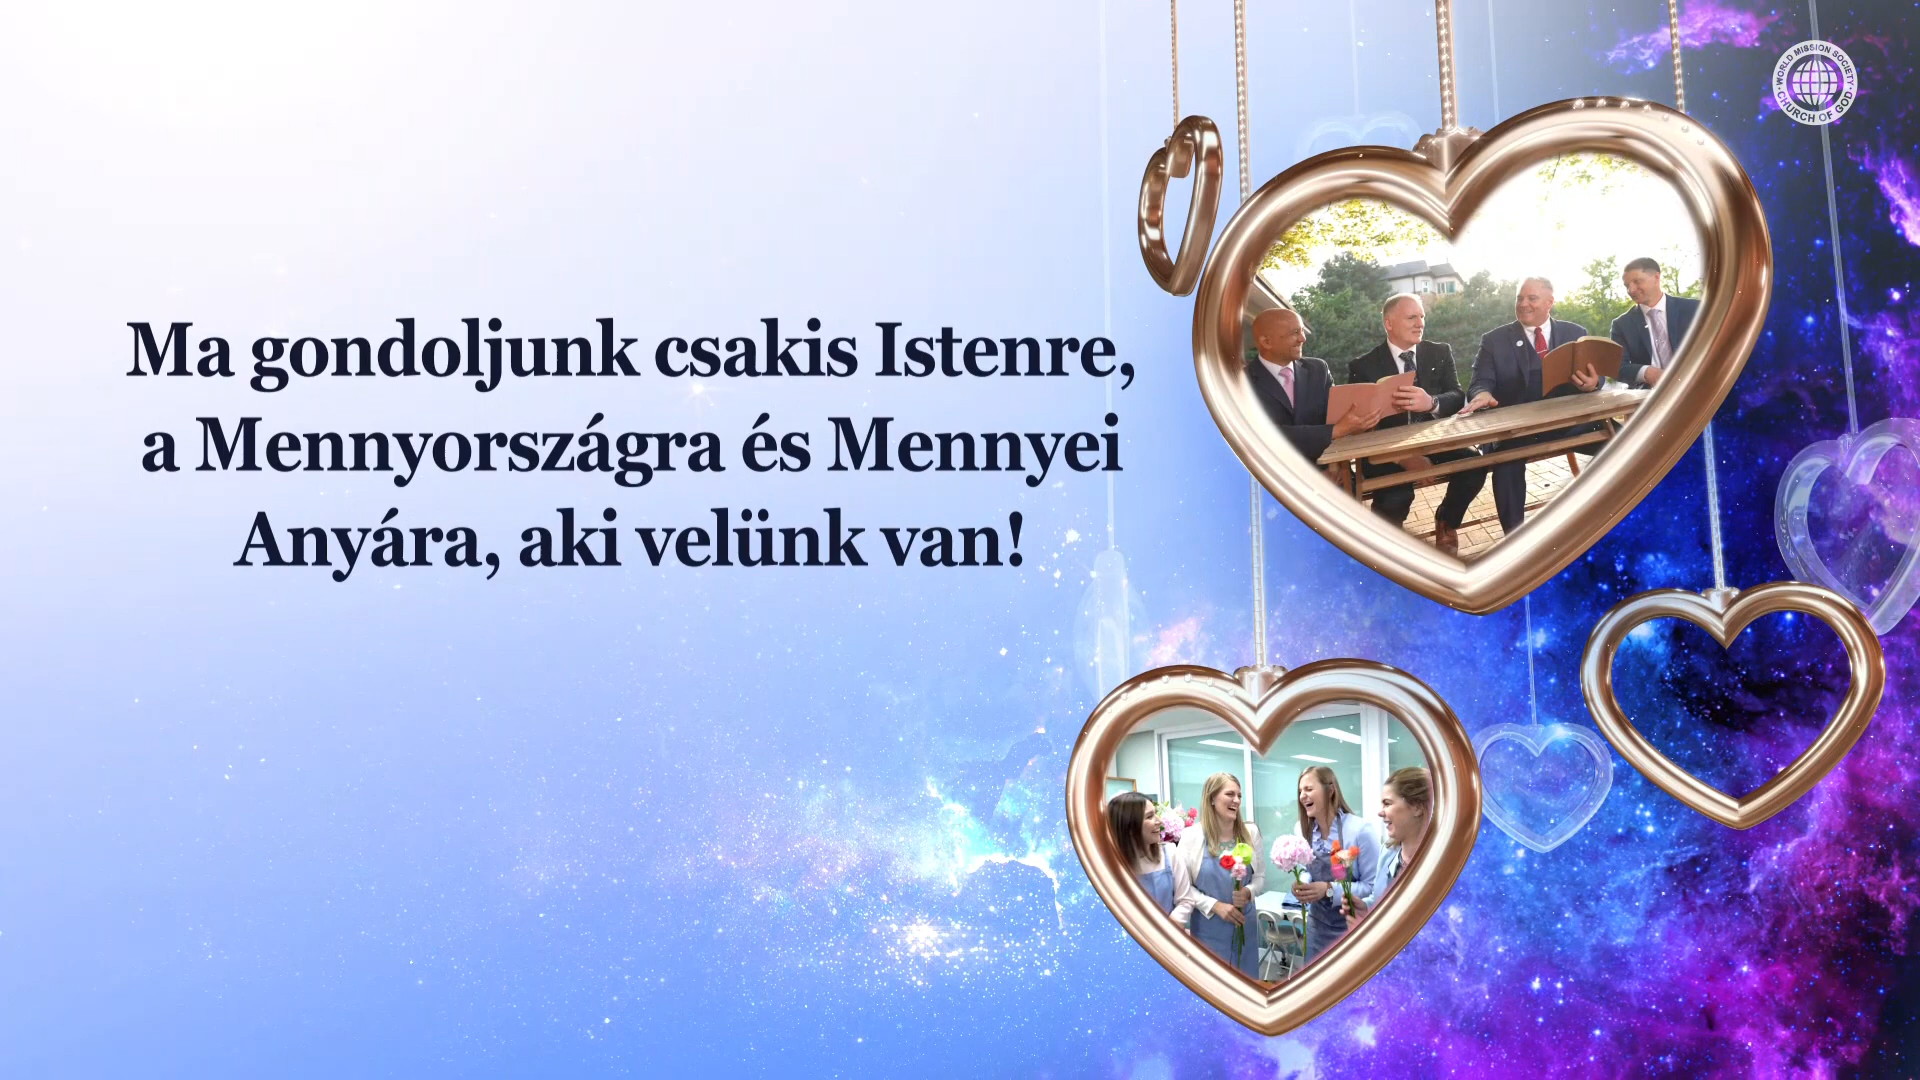 WORLD MISSION SOCIETY
CHURCH OF GOD
Ma gondoljunk csakis Istenre,
a Mennyországra és Mennyei
Anyára, aki velünk van!